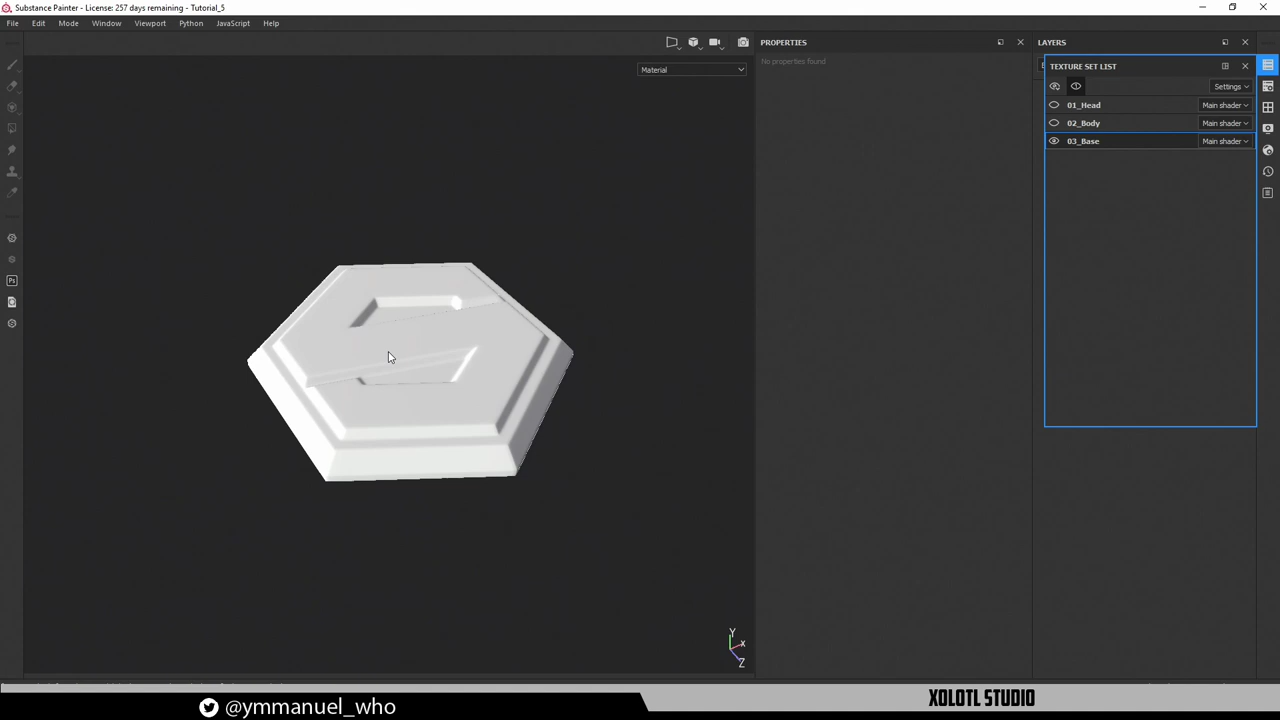 Substance Painter - License: 257 days remaining - Tutorial_5
File Edit Mode Window Viewport Python JavaScript Help
PROPERTIES
LAYERS
No properties found
Material
TEXTURE SET LIST
Settings
01_Head Main shader
02_Body Main shader
03_Base Main shader
Ps
Y
X
Z
@ymmanuel_who
XOLOTL STUDIO